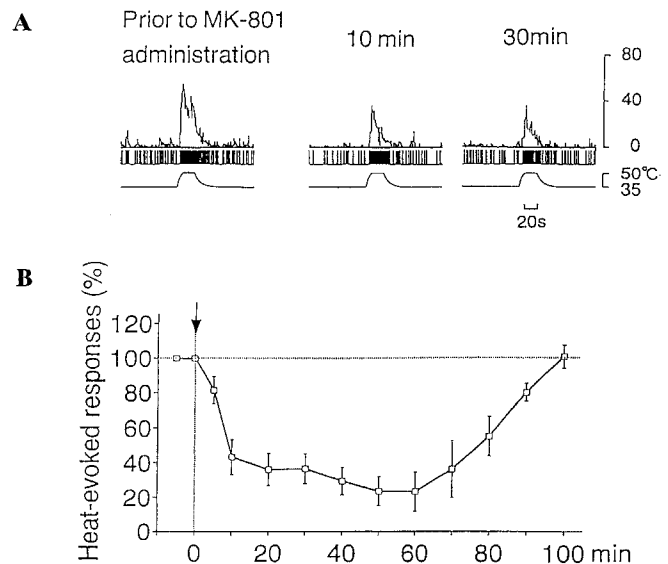 A
Prior to MK-801
administration
10 min
30min
80
40
0
50℃
35
20s
B
Heat-evoked responses (%)
120
100
80
60
40
20
0
0 20 40 60 80 100 min